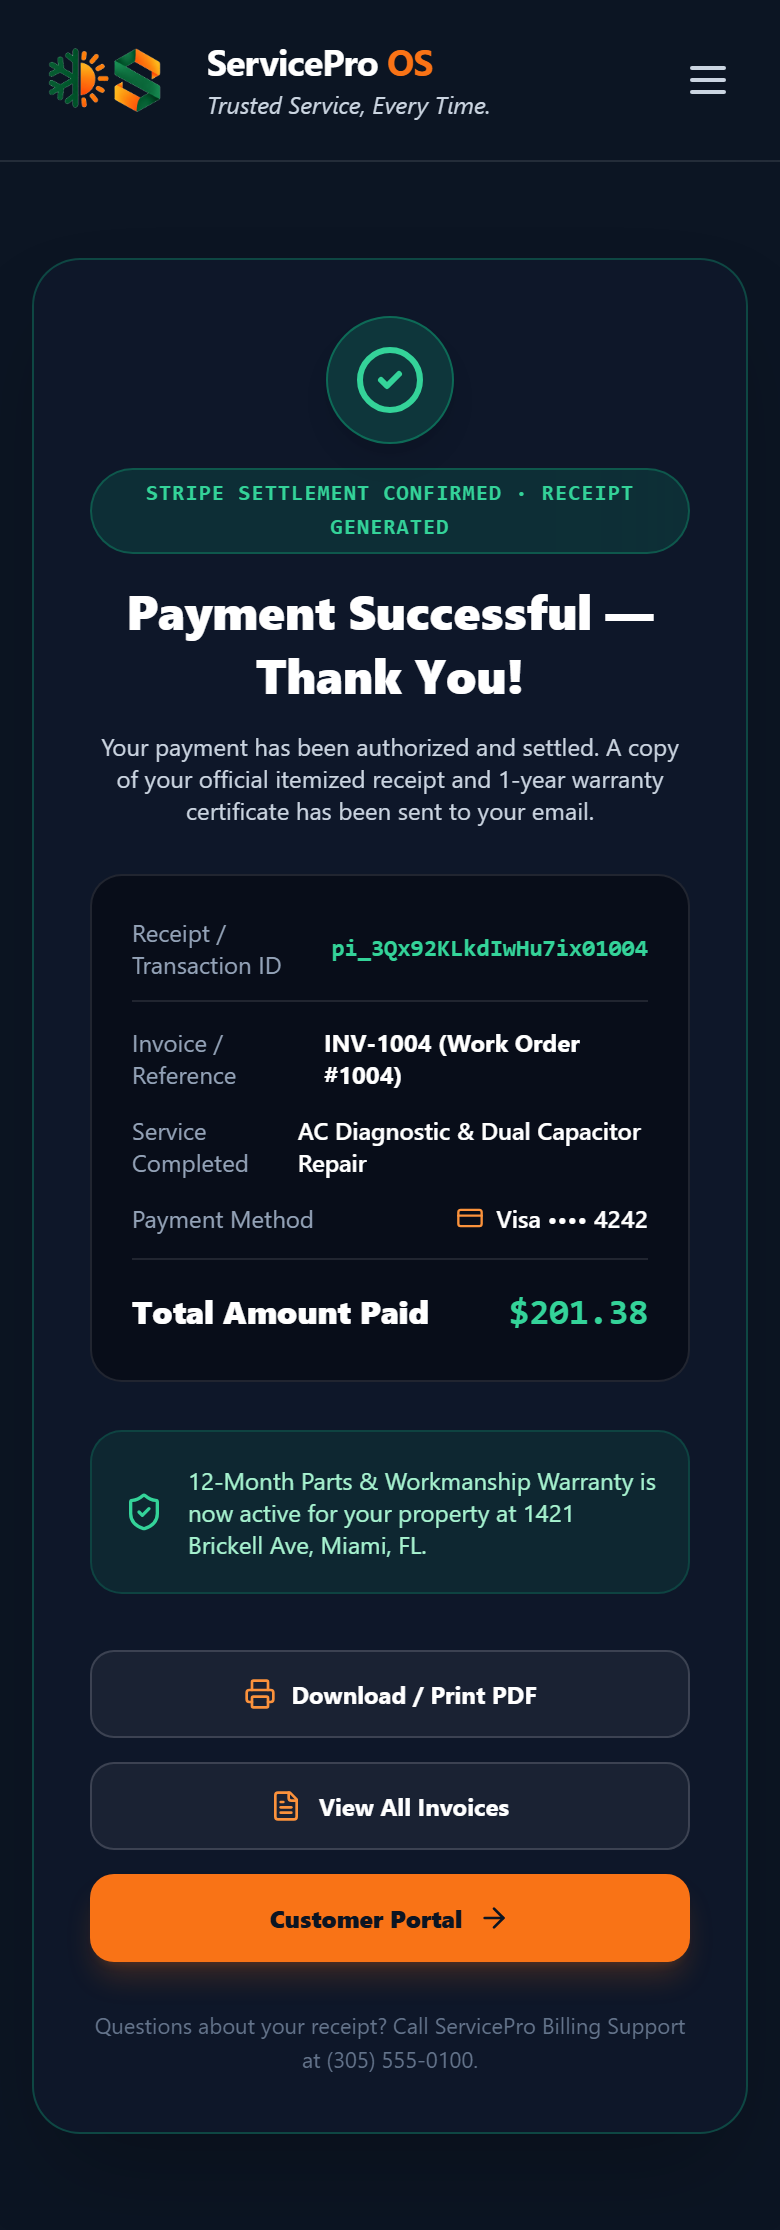 ServicePro OS
Trusted Service, Every Time.
STRIPE SETTLEMENT CONFIRMED · RECEIPT
GENERATED
Payment Successful —
Thank You!
Your payment has been authorized and settled. A copy
of your official itemized receipt and 1-year warranty
certificate has been sent to your email.
Receipt /
Transaction ID
pi_3Qx92KLkdIwHu7ix01004
Invoice /
Reference
INV-1004 (Work Order
#1004)
Service
Completed
AC Diagnostic & Dual Capacitor
Repair
Payment Method
Visa •••• 4242
Total Amount Paid
$201.38
12-Month Parts & Workmanship Warranty is
now active for your property at 1421
Brickell Ave, Miami, FL.
Download / Print PDF
View All Invoices
Customer Portal
Questions about your receipt? Call ServicePro Billing Support
at (305) 555-0100.